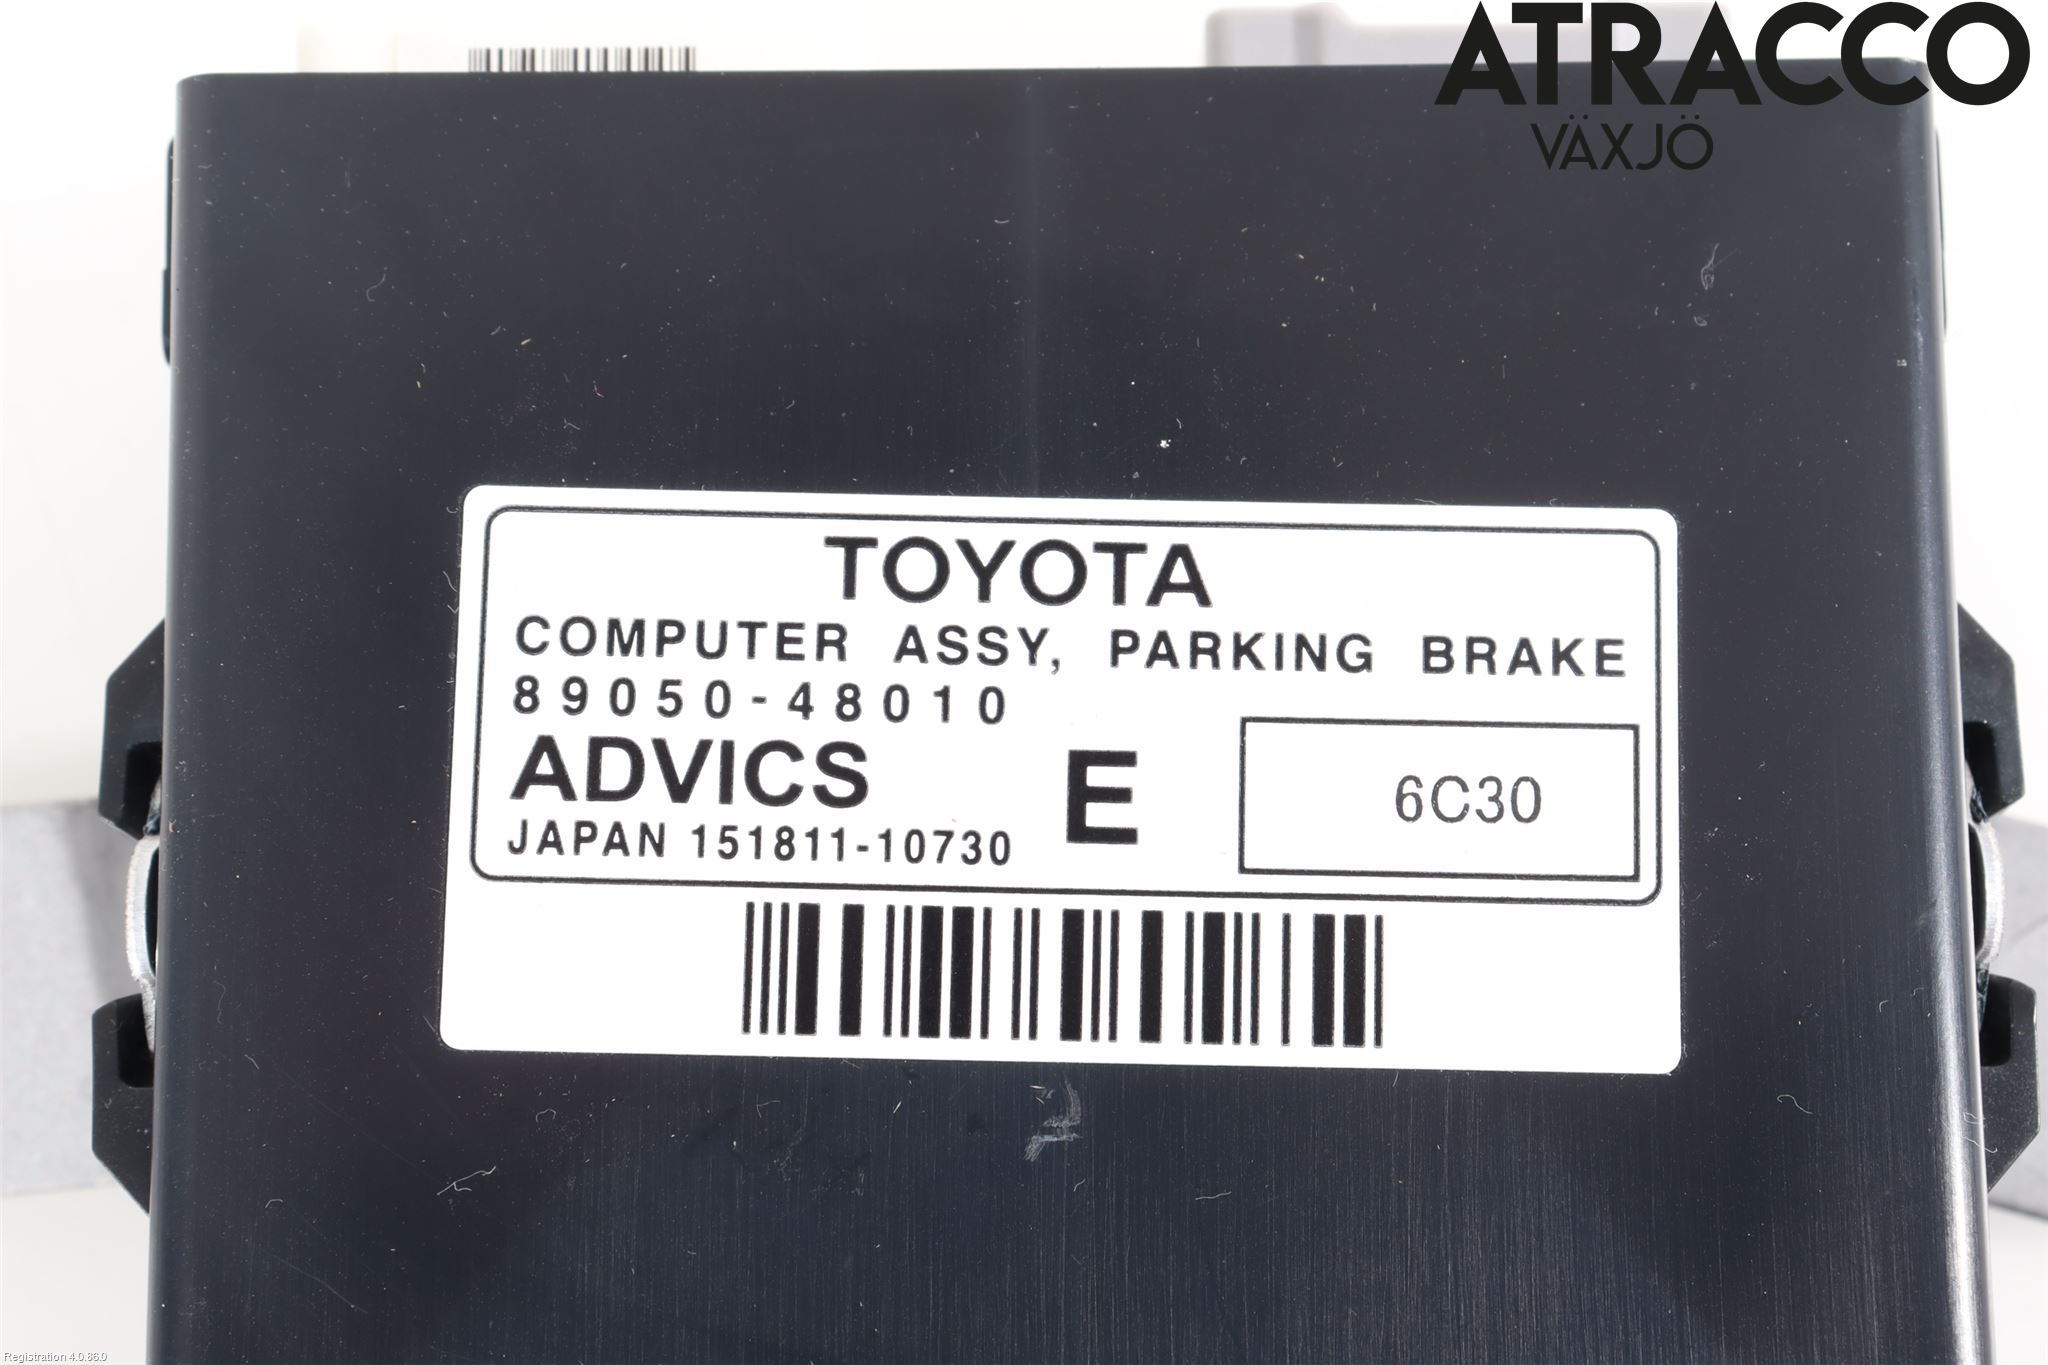 ATRACCO
VÄXJÖ
TOYOTA
COMPUTER ASSY, PARKING BRAKE
89050-48010
ADVICS E 6C30
JAPAN 151811-10730
Registration 4.0.86.0